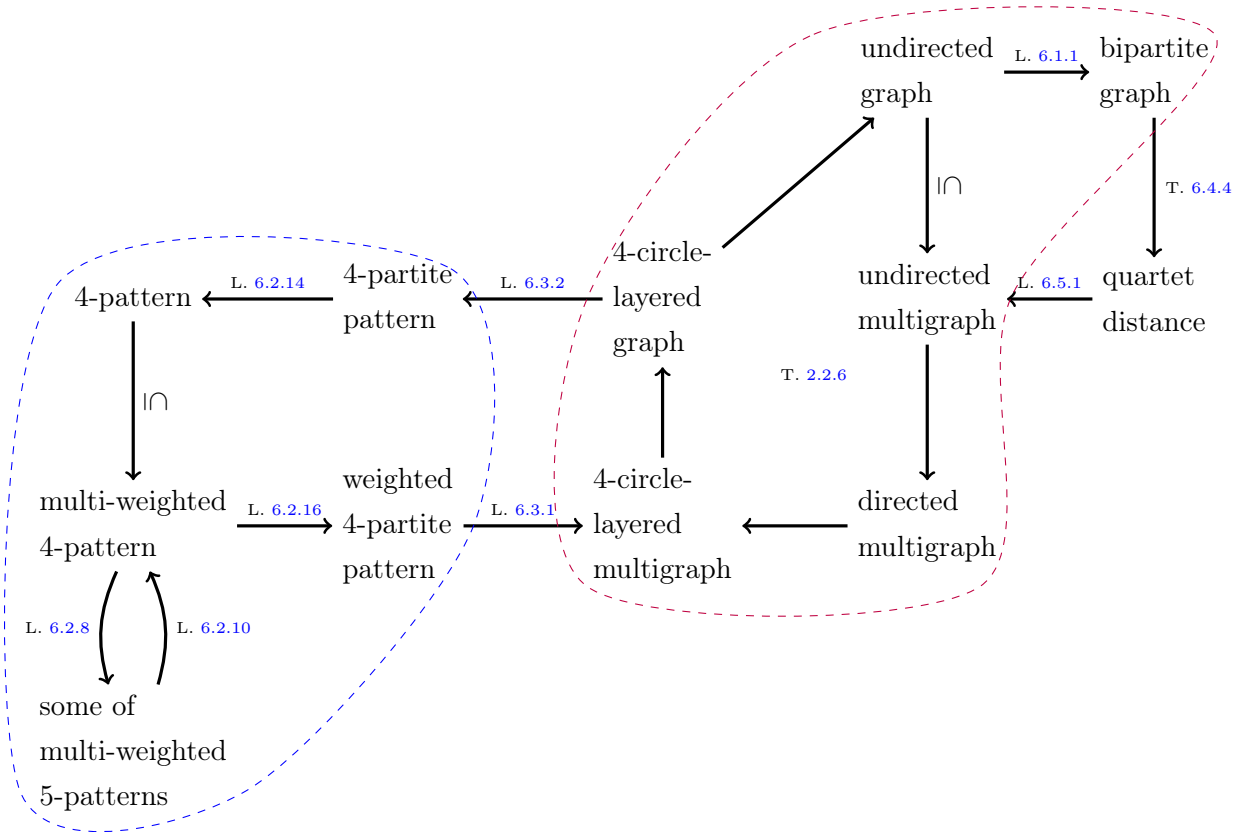 undirected
graph
L. 6.1.1
bipartite
graph
|∩
T. 6.4.4
4-pattern
L. 6.2.14
4-partite
pattern
L. 6.3.2
4-circle-
layered
graph
undirected
multigraph
L. 6.5.1
quartet
distance
|∩
T. 2.2.6
multi-weighted
4-pattern
L. 6.2.16
weighted
4-partite
pattern
L. 6.3.1
4-circle-
layered
multigraph
directed
multigraph
L. 6.2.8
L. 6.2.10
some of
multi-weighted
5-patterns